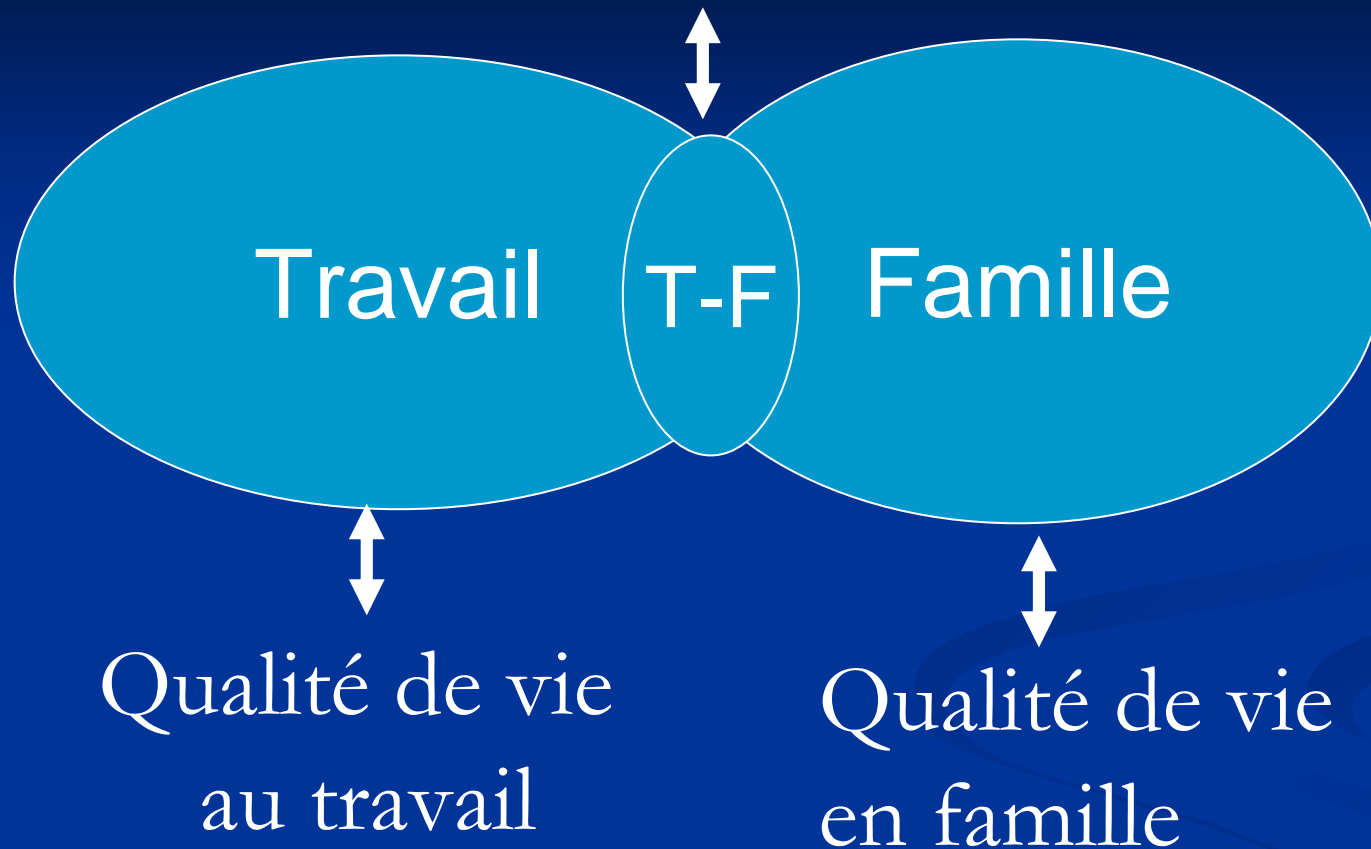 Travail
T-F
Famille
Qualité de vie
au travail
Qualité de vie
en famille